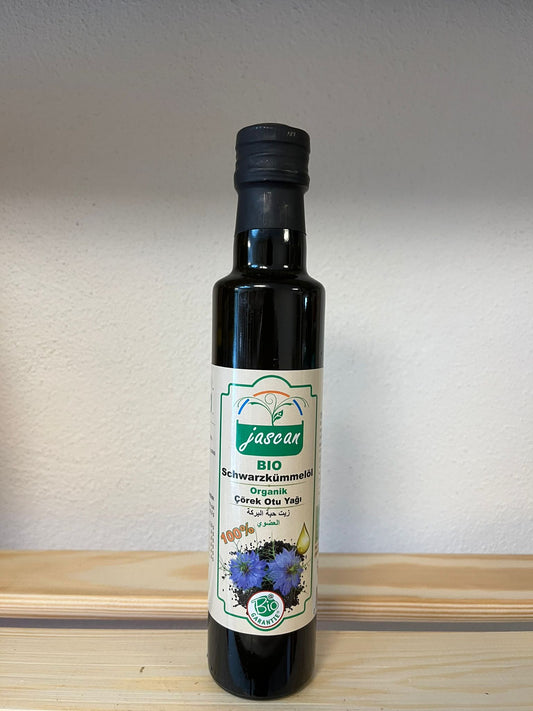 jascan
BIO
Schwarzkümmelöl
Organik
Çörek Otu Yağı
زيت حبة البركة
العضوي
100%
Bio
GARANTIE